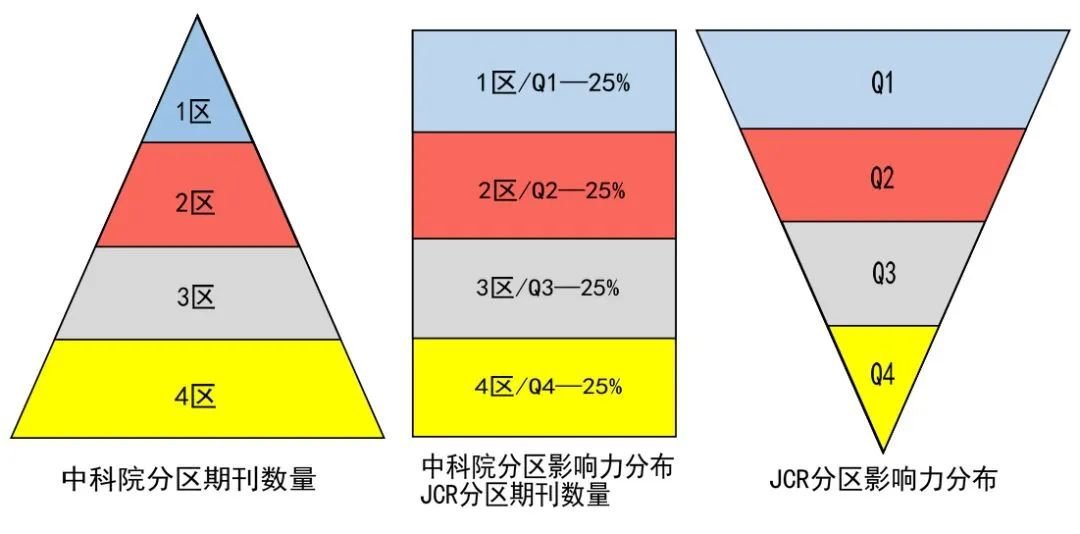 1区
2区
3区
4区
中科院分区期刊数量
1区/Q1—25%
2区/Q2—25%
3区/Q3—25%
4区/Q4—25%
中科院分区影响力分布
JCR分区期刊数量
Q1
Q2
Q3
Q4
JCR分区影响力分布